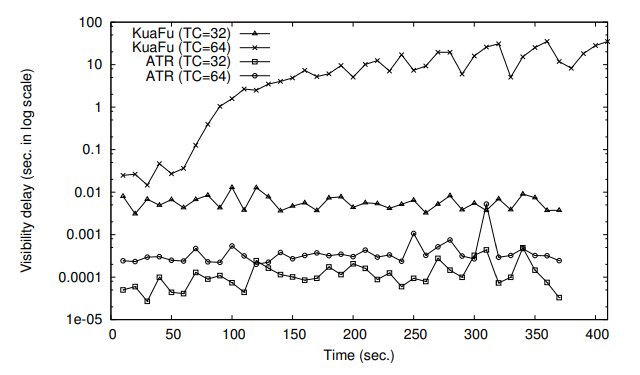 100
10
1
0.1
0.01
0.001
0.0001
1e-05
Visibility delay (sec. in log scale)
KuaFu (TC=32)
KuaFu (TC=64)
ATR (TC=32)
ATR (TC=64)
0 50 100 150 200 250 300 350 400
Time (sec.)